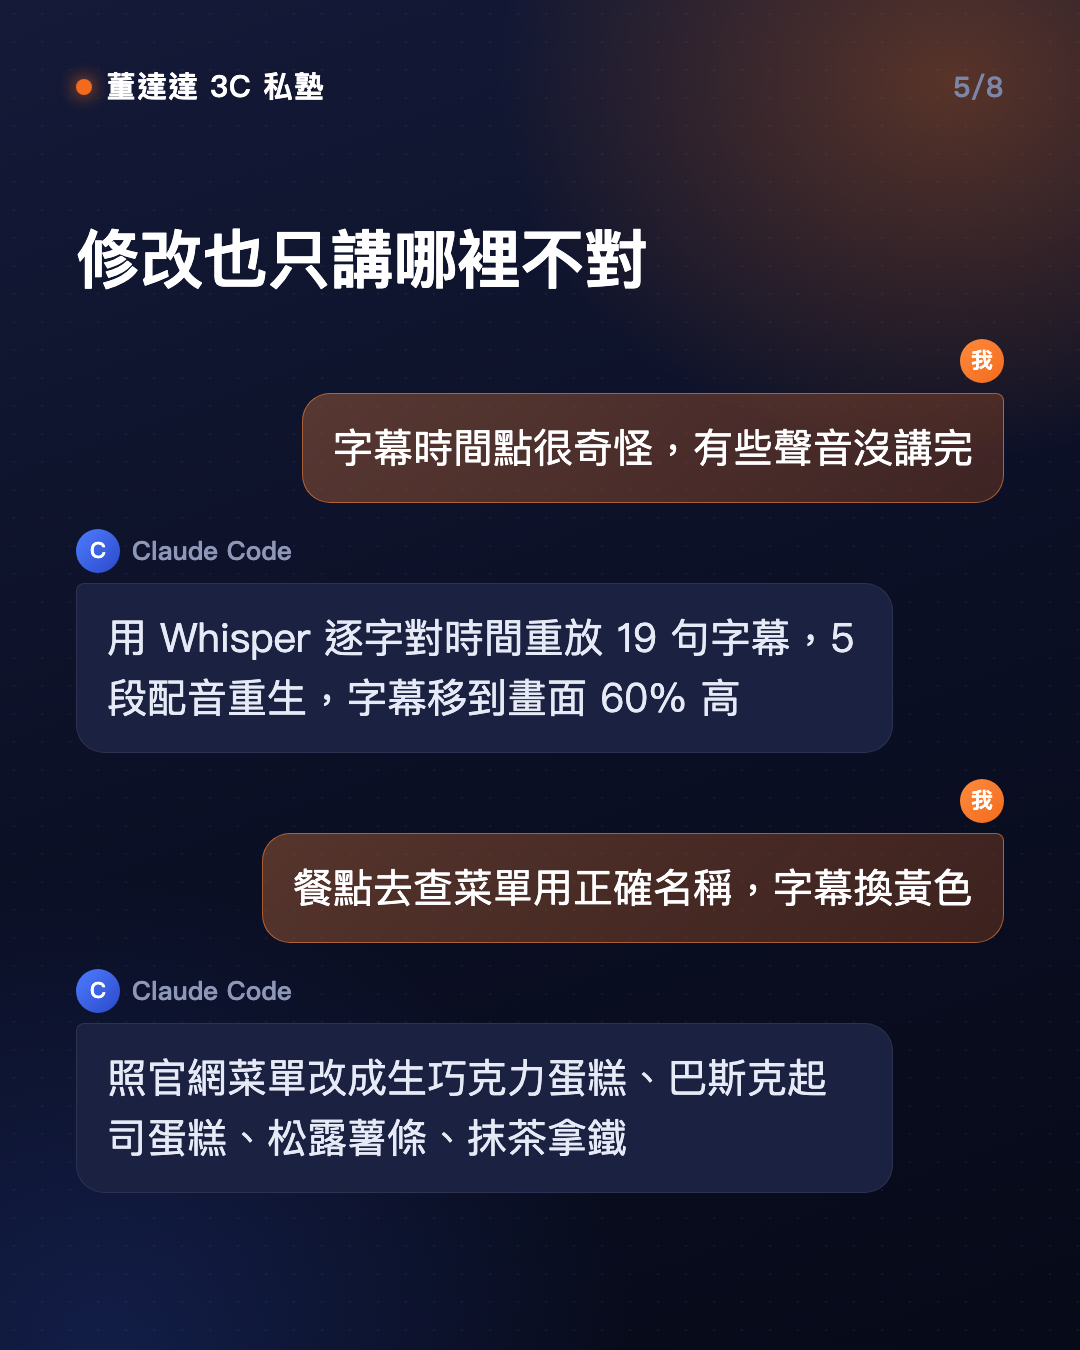 董達達 3C 私塾
5/8
修改也只講哪裡不對
我
字幕時間點很奇怪，有些聲音沒講完
C Claude Code
用 Whisper 逐字對時間重放 19 句字幕，5
段配音重生，字幕移到畫面 60% 高
我
餐點去查菜單用正確名稱，字幕換黃色
C Claude Code
照官網菜單改成生巧克力蛋糕、巴斯克起
司蛋糕、松露薯條、抹茶拿鐵